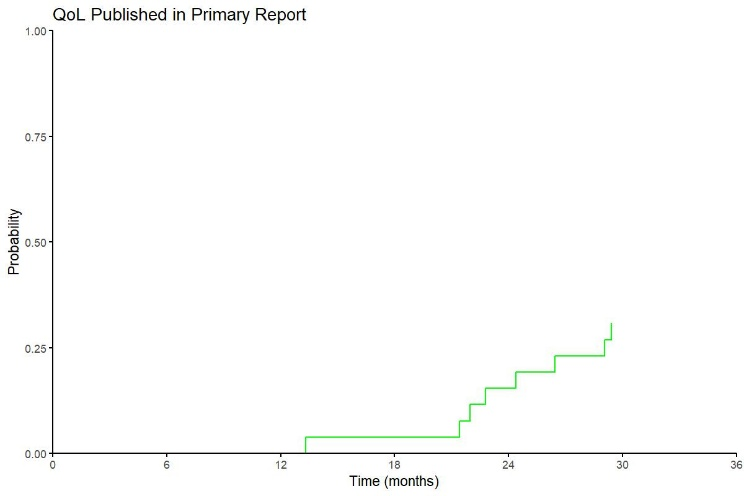 QoL Published in Primary Report
1.00
0.75
0.50
0.25
0.00
Probability
0 6 12 18 24 30 36
Time (months)